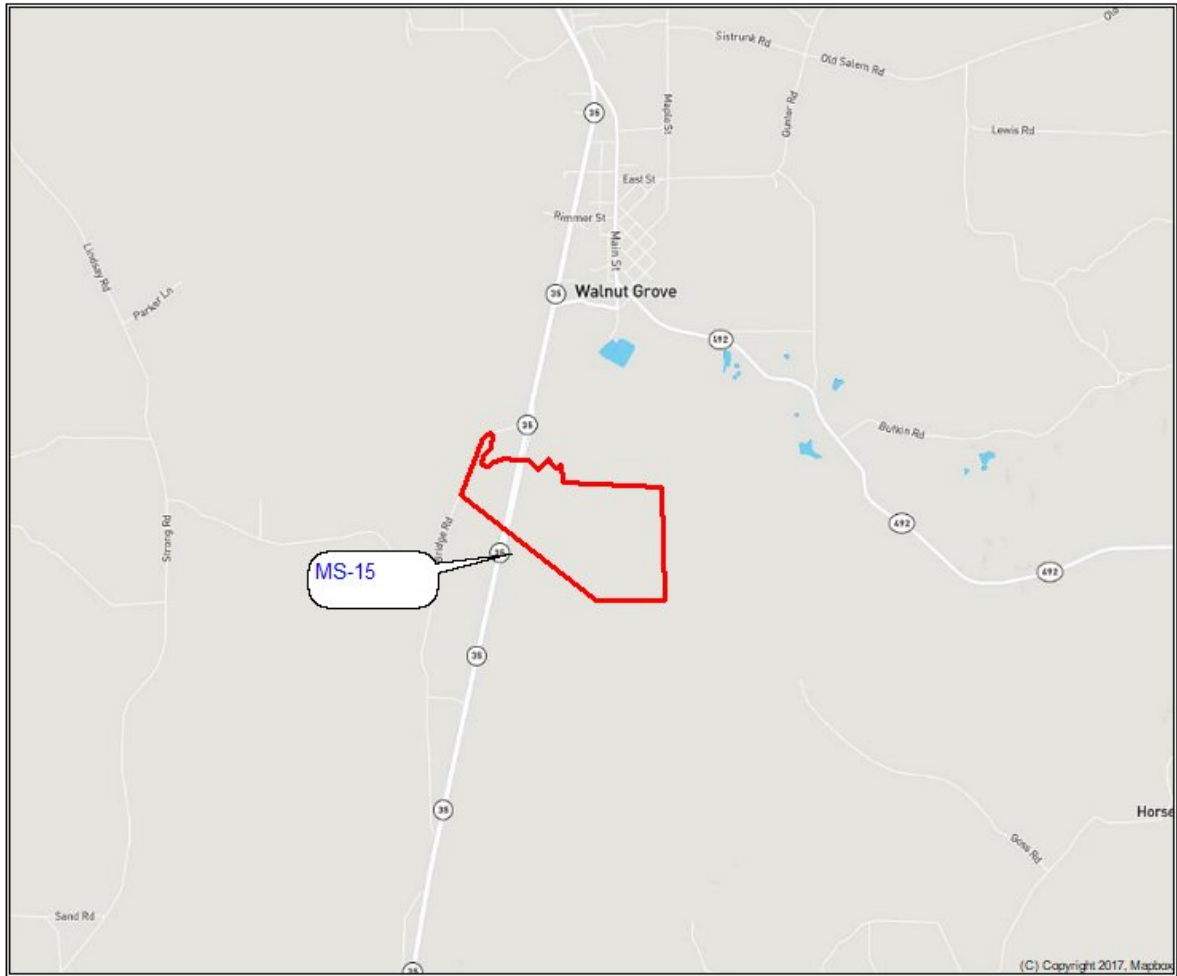 Old
Sistrunk Rd
Old Salem Rd
35
Maple St
Gunter Rd
Lewis Rd
East St
Rimmer St
Main St
Lindsay Rd
Parker Ln
35
Walnut Grove
492
35
Bufkin Rd
Strong Rd
492
Bridge Rd
35
MS-15
492
35
35
Horse
Goss Rd
Sand Rd
35
(C) Copyright 2017, Mapbox